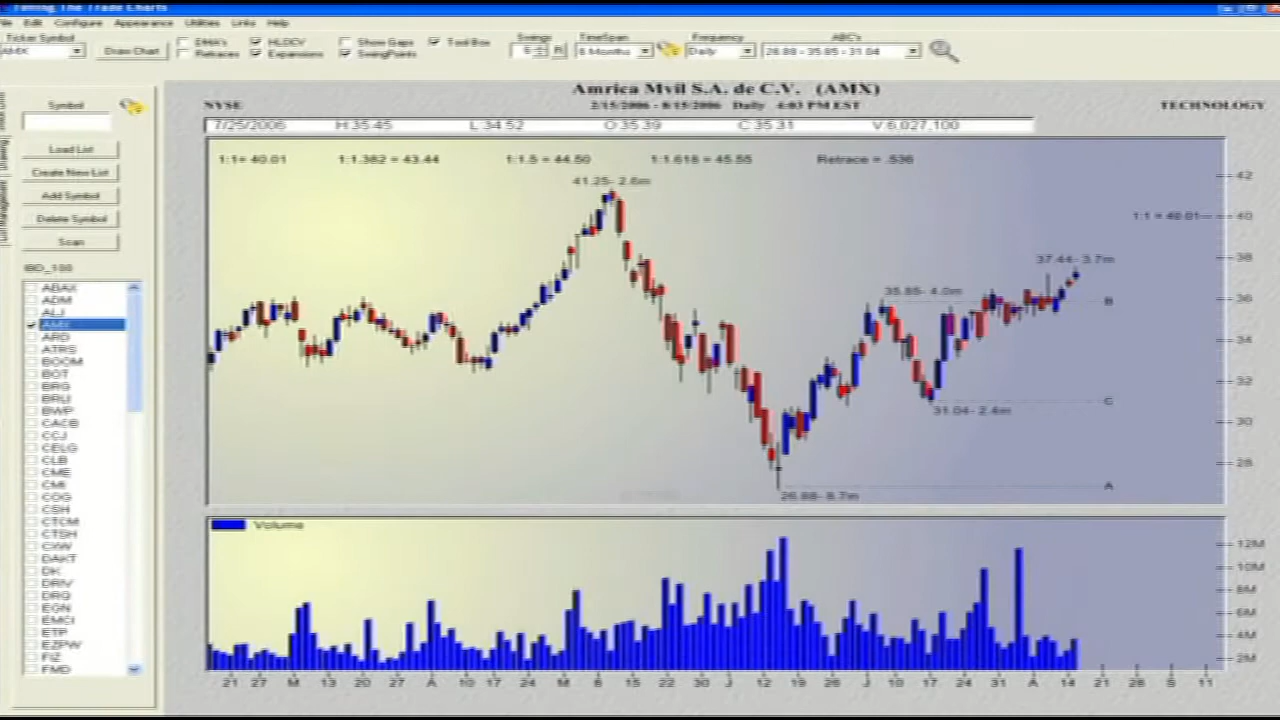 Timing The Trade Charts
File Edit Configure Appearance Utilities Links Help
Ticker Symbol
AMX
Draw Chart
DMA's
Retraces
HLOCV
Expansions
Show Gaps
SwingPoints
Tool Box
Swings
5
R
TimeSpan
6 Months
Frequency
Daily
ABC's
26.88 - 35.85 - 31.04
Symbol
Load List
Create New List
Add Symbol
Delete Symbol
Scan
IBD_100
ABAX
ADM
ALJ
AMX
ARD
ATRS
BOOM
BOT
BRG
BRLI
BWP
CACB
CCJ
CELG
CLB
CME
CMI
COG
CSH
CTCM
CTSH
CXW
DAKT
DK
DRIV
DRQ
EGN
EMCI
ETP
EZPW
FMD
Amrica Mvil S.A. de C.V. (AMX)
NYSE
2/15/2006 - 8/15/2006 Daily 4:03 PM EST
TECHNOLOGY
7/25/2006 H:35.45 L:34.52 O:35.39 C:35.31 V:6,027,100
1:1= 40.01 1:1.382 = 43.44 1:1.5 = 44.50 1:1.618 = 45.55 Retrace = .536
41.25- 2.6m
42
1:1 = 40.01
40
37.44- 3.7m
38
35.85- 4.0m
B
36
34
32
C
31.04- 2.4m
30
28
A
26.88- 8.7m
Volume
12M
10M
8M
6M
4M
2M
21 27 M 13 20 27 A 10 17 24 M 8 15 22 30 J 12 19 26 J 10 17 24 31 A 14 21 28 S 11